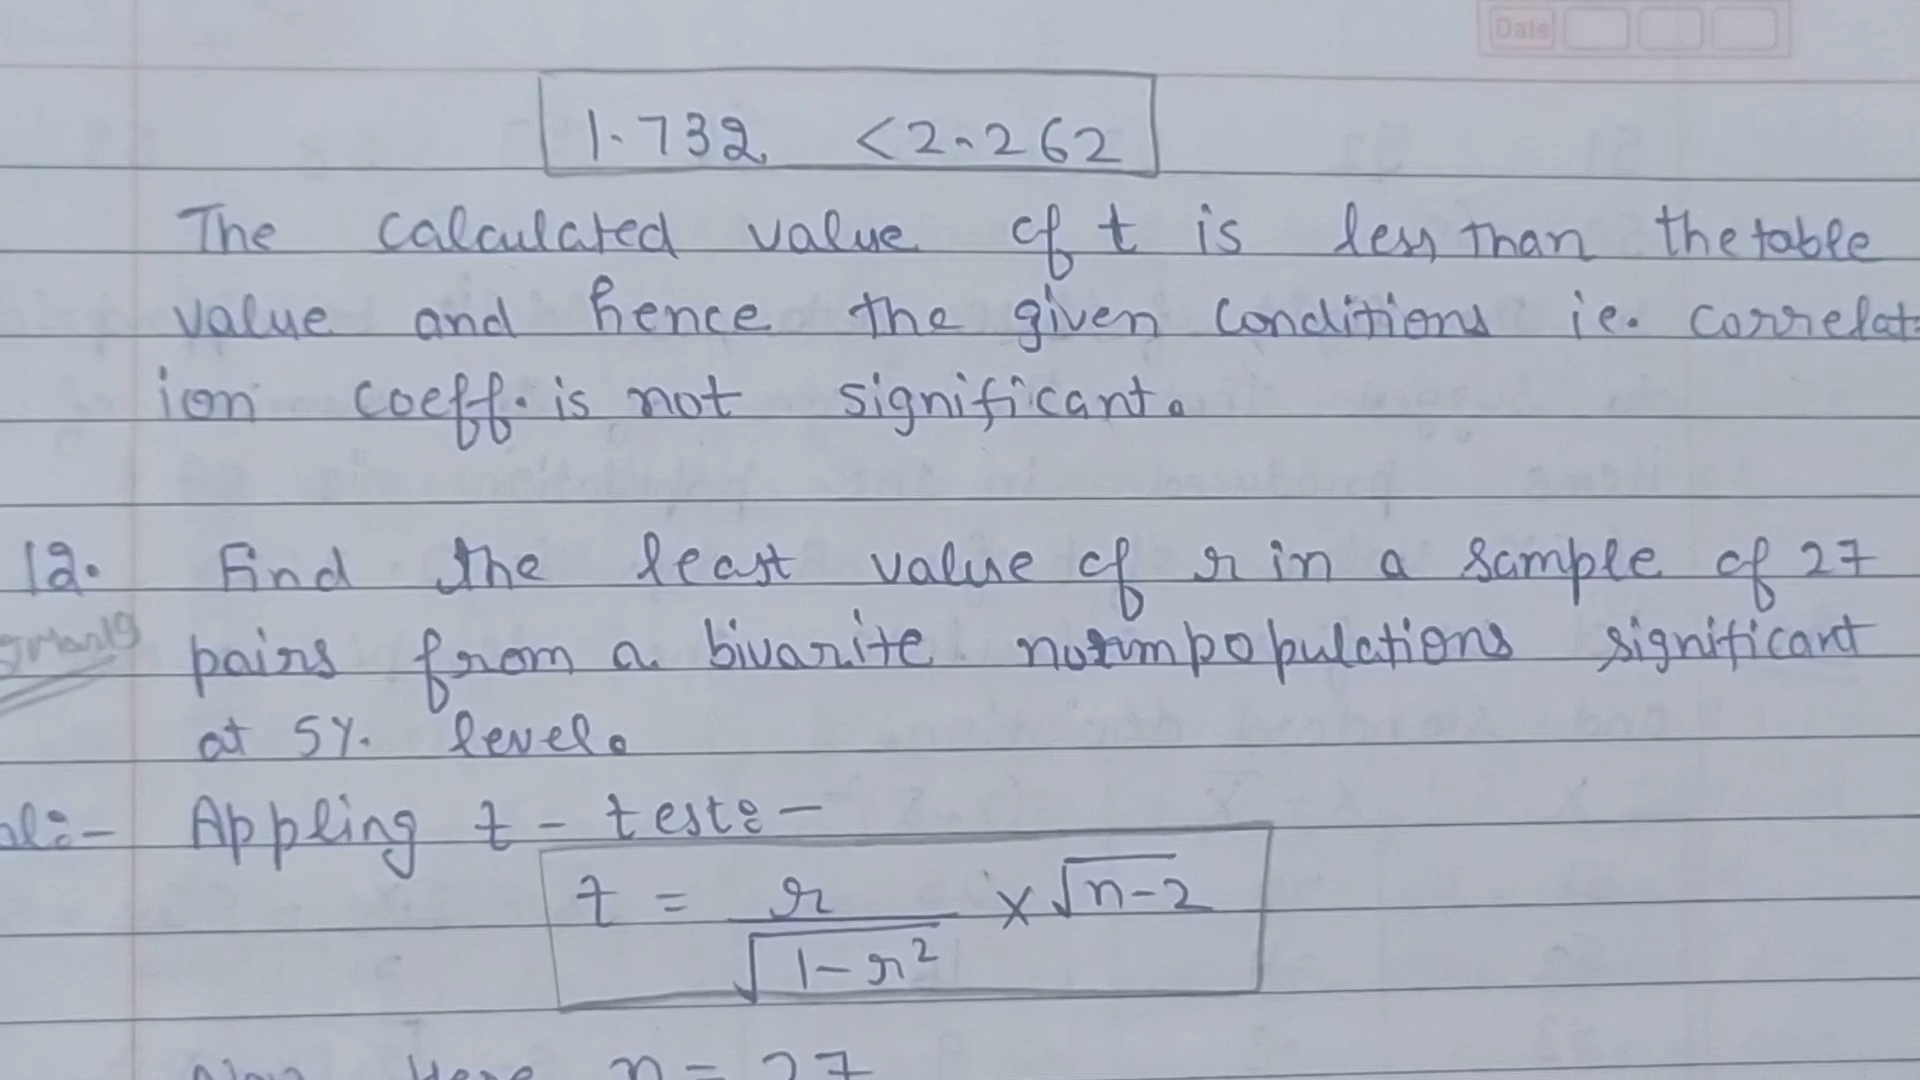 Date
1.732 < 2.262
The calculated value of t is less than the table
value and hence the given conditions ie. correlat
ion coeff. is not significant.
12. Find the least value of r in a sample of 27
pairs from a bivarite normpopulations significant
at 5%. level.
Appling t - test:-
t = r / √1-r² × √n-2
Here n = 27